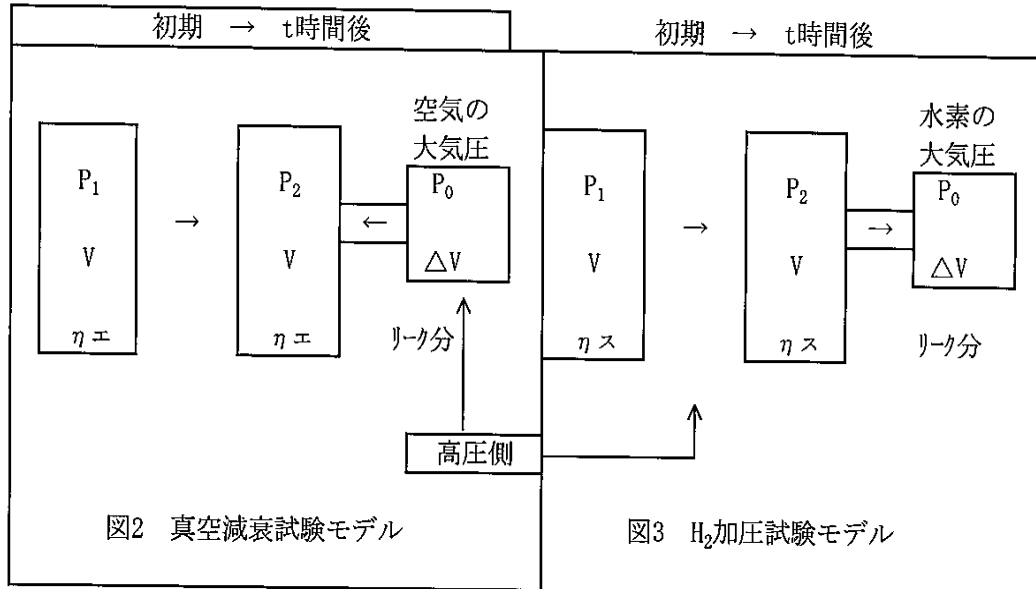 初期 → t時間後
初期 → t時間後
空気の
大気圧
P1
V
ηエ
→
P2
V
ηエ
←
P0
△V
リーク分
水素の
大気圧
P1
V
ηス
→
P2
V
ηス
→
P0
△V
リーク分
高圧側
図2 真空減衰試験モデル
図3 H2加圧試験モデル